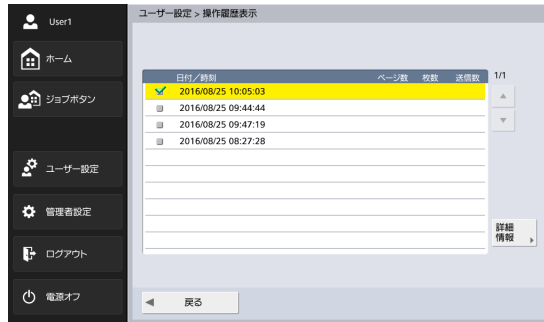 ユーザー設定 > 操作履歴表示
User1
ホーム
ジョブボタン
ユーザー設定
管理者設定
ログアウト
電源オフ
日付／時刻 ページ数 枚数 送信数 1/1
2016/08/25 10:05:03
2016/08/25 09:44:44
2016/08/25 09:47:19
2016/08/25 08:27:28
詳細
情報
戻る